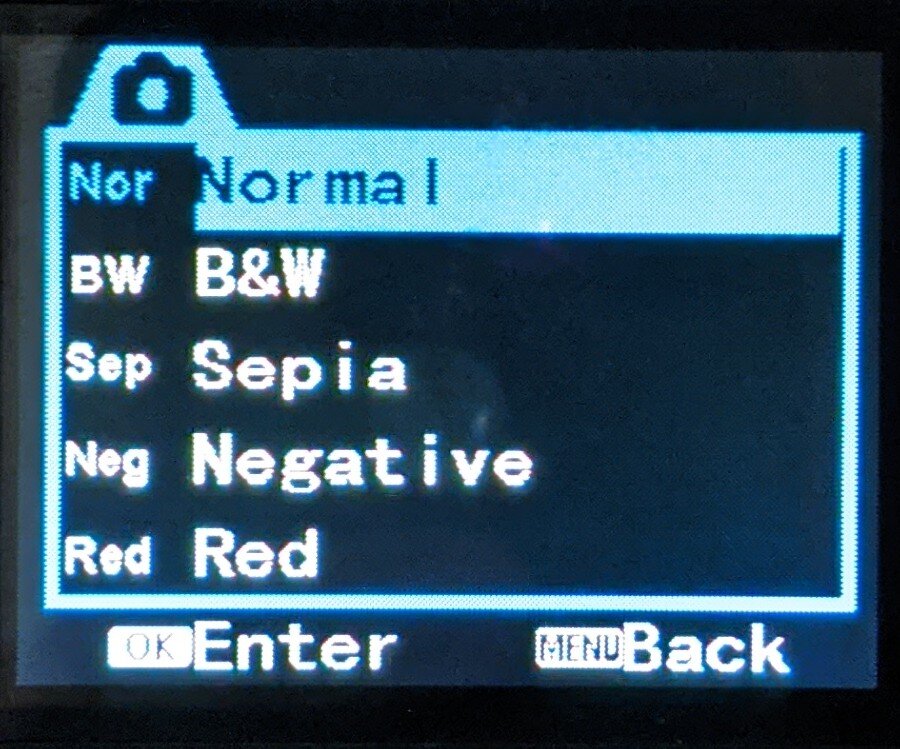 Nor Normal
BW B&W
Sep Sepia
Neg Negative
Red Red
OK Enter MENU Back